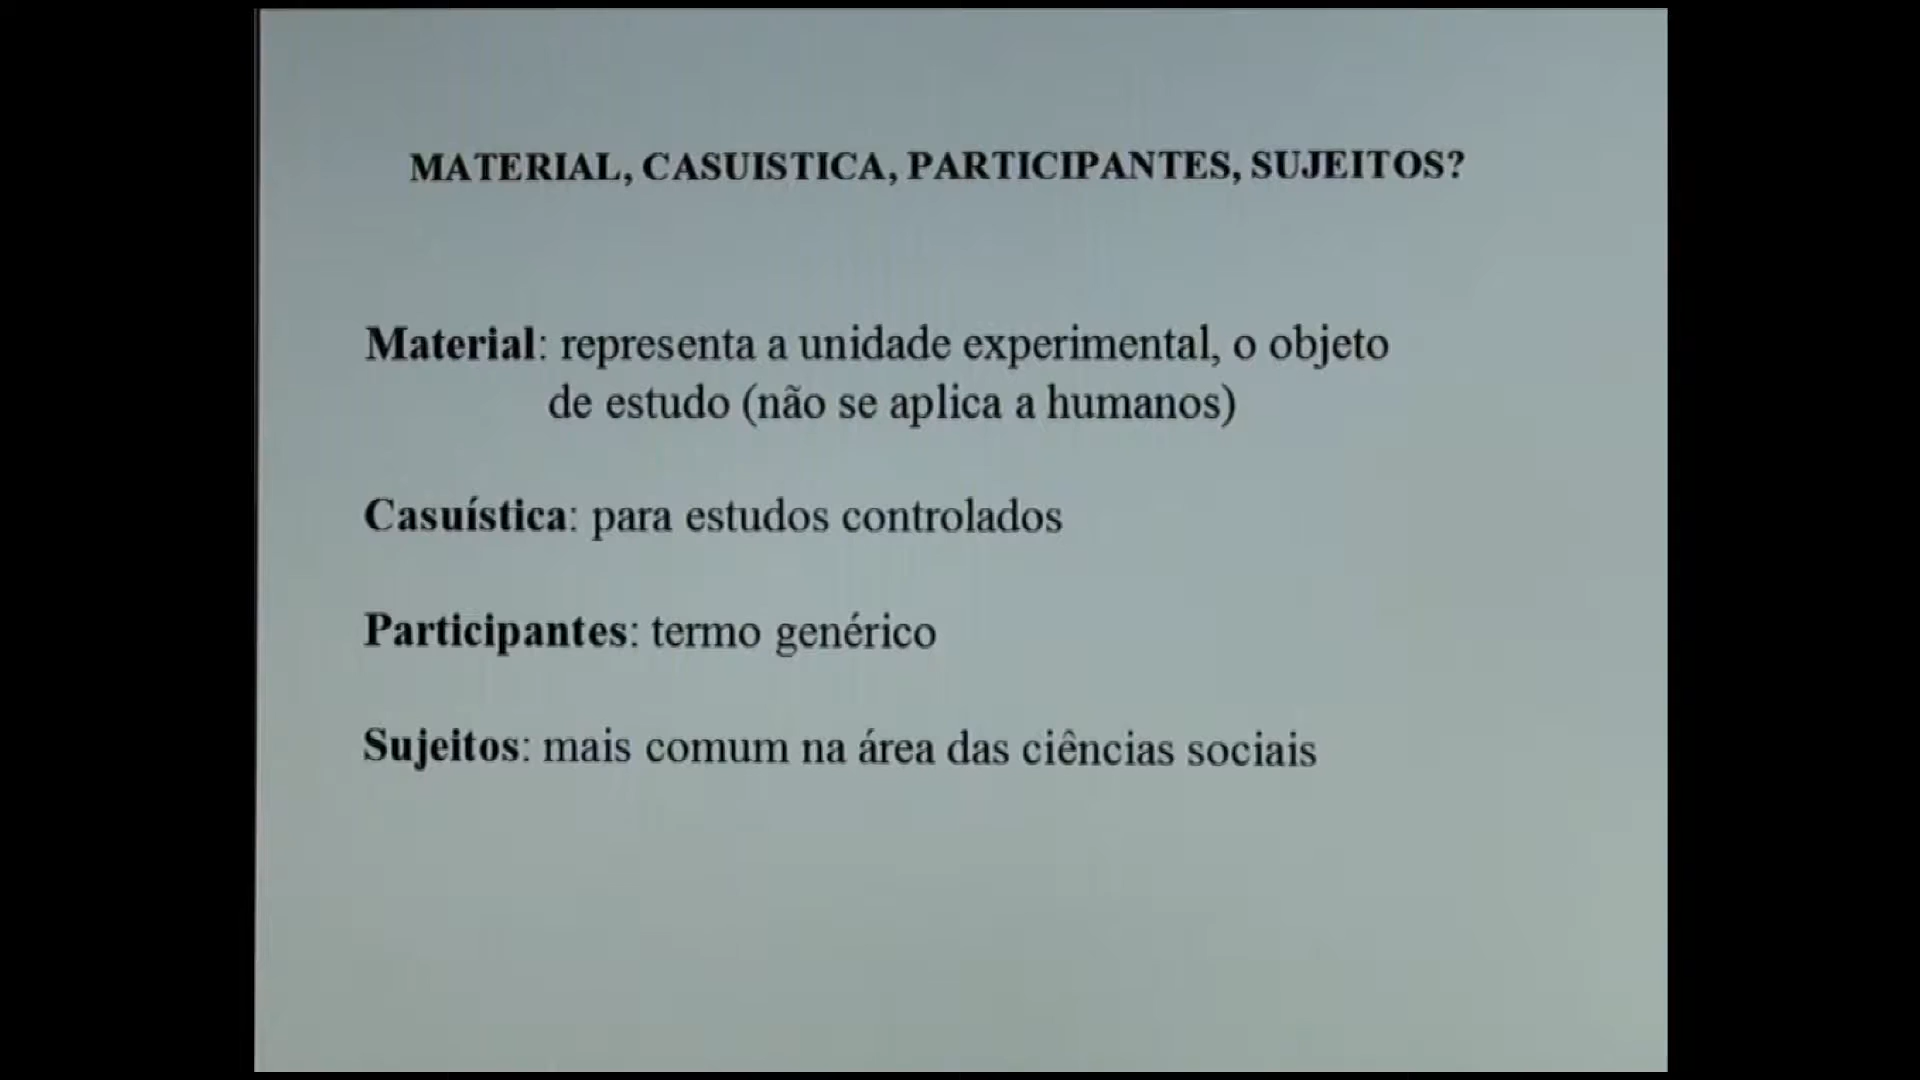 MATERIAL, CASUISTICA, PARTICIPANTES, SUJEITOS?
Material: representa a unidade experimental, o objeto
de estudo (não se aplica a humanos)
Casuística: para estudos controlados
Participantes: termo genérico
Sujeitos: mais comum na área das ciências sociais